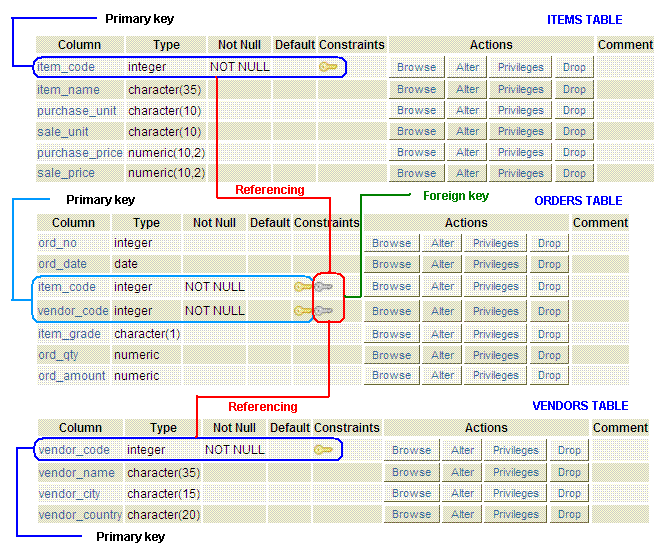 Primary key ITEMS TABLE
Column Type Not Null Default Constraints Actions Comment
item_code integer NOT NULL Browse Alter Privileges Drop
item_name character(35) Browse Alter Privileges Drop
purchase_unit character(10) Browse Alter Privileges Drop
sale_unit character(10) Browse Alter Privileges Drop
purchase_price numeric(10,2) Browse Alter Privileges Drop
sale_price numeric(10,2) Browse Alter Privileges Drop
Referencing
Primary key Foreign key ORDERS TABLE
Column Type Not Null Default Constraints Actions Comment
ord_no integer Browse Alter Privileges Drop
ord_date date Browse Alter Privileges Drop
item_code integer NOT NULL Browse Alter Privileges Drop
vendor_code integer NOT NULL Browse Alter Privileges Drop
item_grade character(1) Browse Alter Privileges Drop
ord_qty numeric Browse Alter Privileges Drop
ord_amount numeric Browse Alter Privileges Drop
Referencing VENDORS TABLE
Column Type Not Null Default Constraints Actions Comment
vendor_code integer NOT NULL Browse Alter Privileges Drop
vendor_name character(35) Browse Alter Privileges Drop
vendor_city character(15) Browse Alter Privileges Drop
vendor_country character(20) Browse Alter Privileges Drop
Primary key